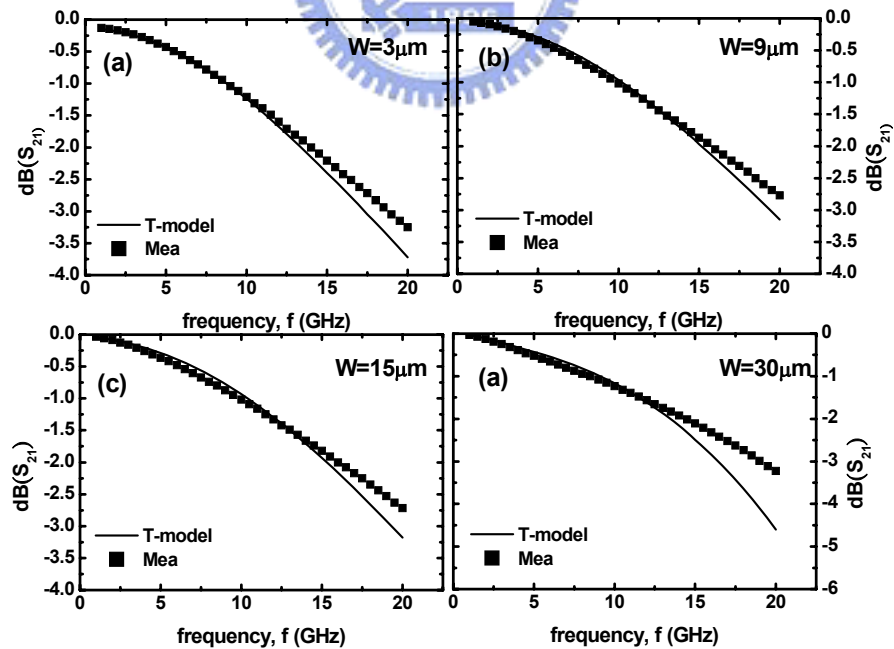 0.0
-0.5
-1.0
-1.5
-2.0
-2.5
-3.0
-3.5
-4.0
dB(S21)
(a)
W=3μm
T-model
Mea
0 5 10 15 20
frequency, f (GHz)
1896
(b)
W=9μm
T-model
Mea
0 5 10 15 20
frequency, f (GHz)
0.0
-0.5
-1.0
-1.5
-2.0
-2.5
-3.0
-3.5
-4.0
dB(S21)
0.0
-0.5
-1.0
-1.5
-2.0
-2.5
-3.0
-3.5
-4.0
dB(S21)
(c)
W=15μm
T-model
Mea
0 5 10 15 20
frequency, f (GHz)
(a)
W=30μm
T-model
Mea
0 5 10 15 20
frequency, f (GHz)
0
-1
-2
-3
-4
-5
-6
dB(S21)